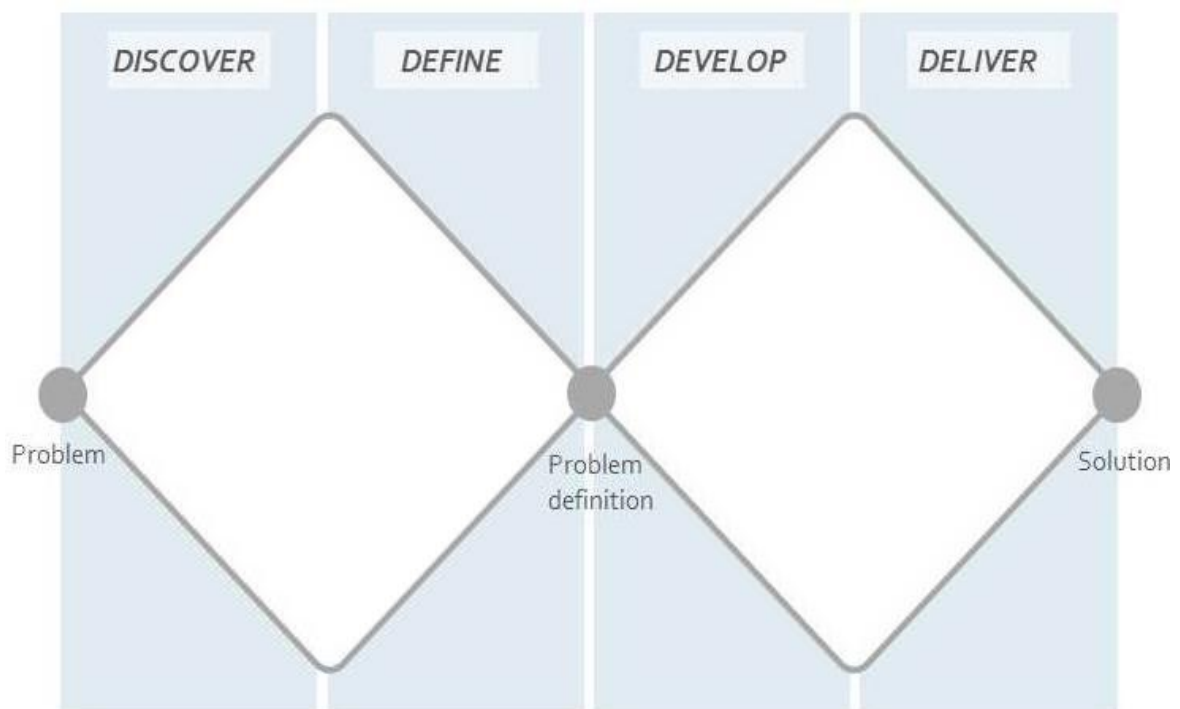 DISCOVER
DEFINE
DEVELOP
DELIVER
Problem
Problem
definition
Solution